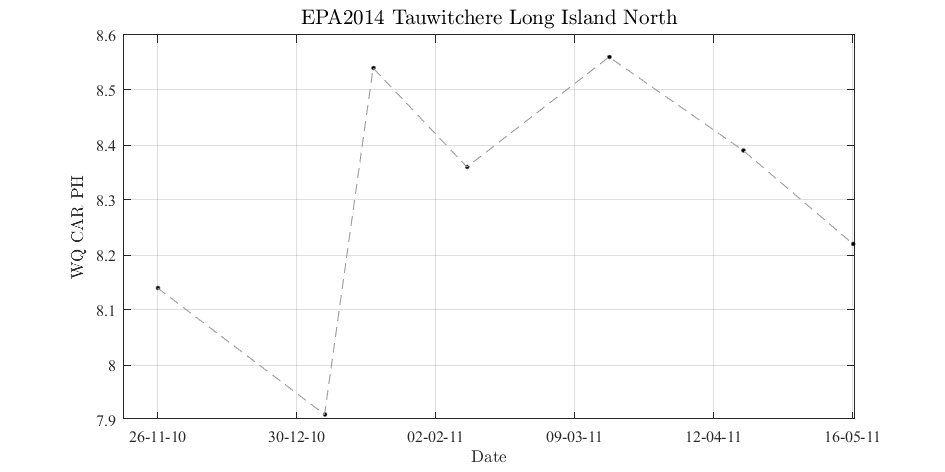 EPA2014 Tauwitchere Long Island North
8.6
8.5
8.4
8.3
8.2
8.1
8
7.9
WQ CAR PH
26-11-10 30-12-10 02-02-11 09-03-11 12-04-11 16-05-11
Date